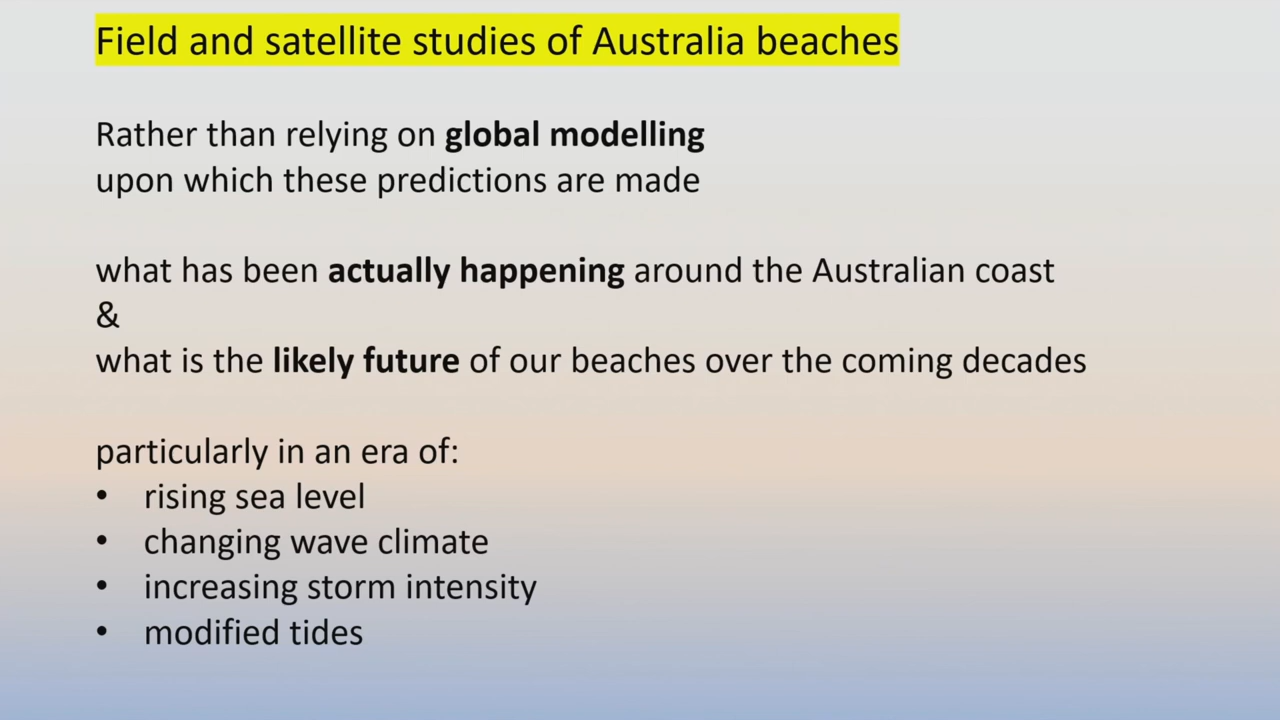 Field and satellite studies of Australia beaches
Rather than relying on global modelling
upon which these predictions are made
what has been actually happening around the Australian coast
&
what is the likely future of our beaches over the coming decades
particularly in an era of:
• rising sea level
• changing wave climate
• increasing storm intensity
• modified tides